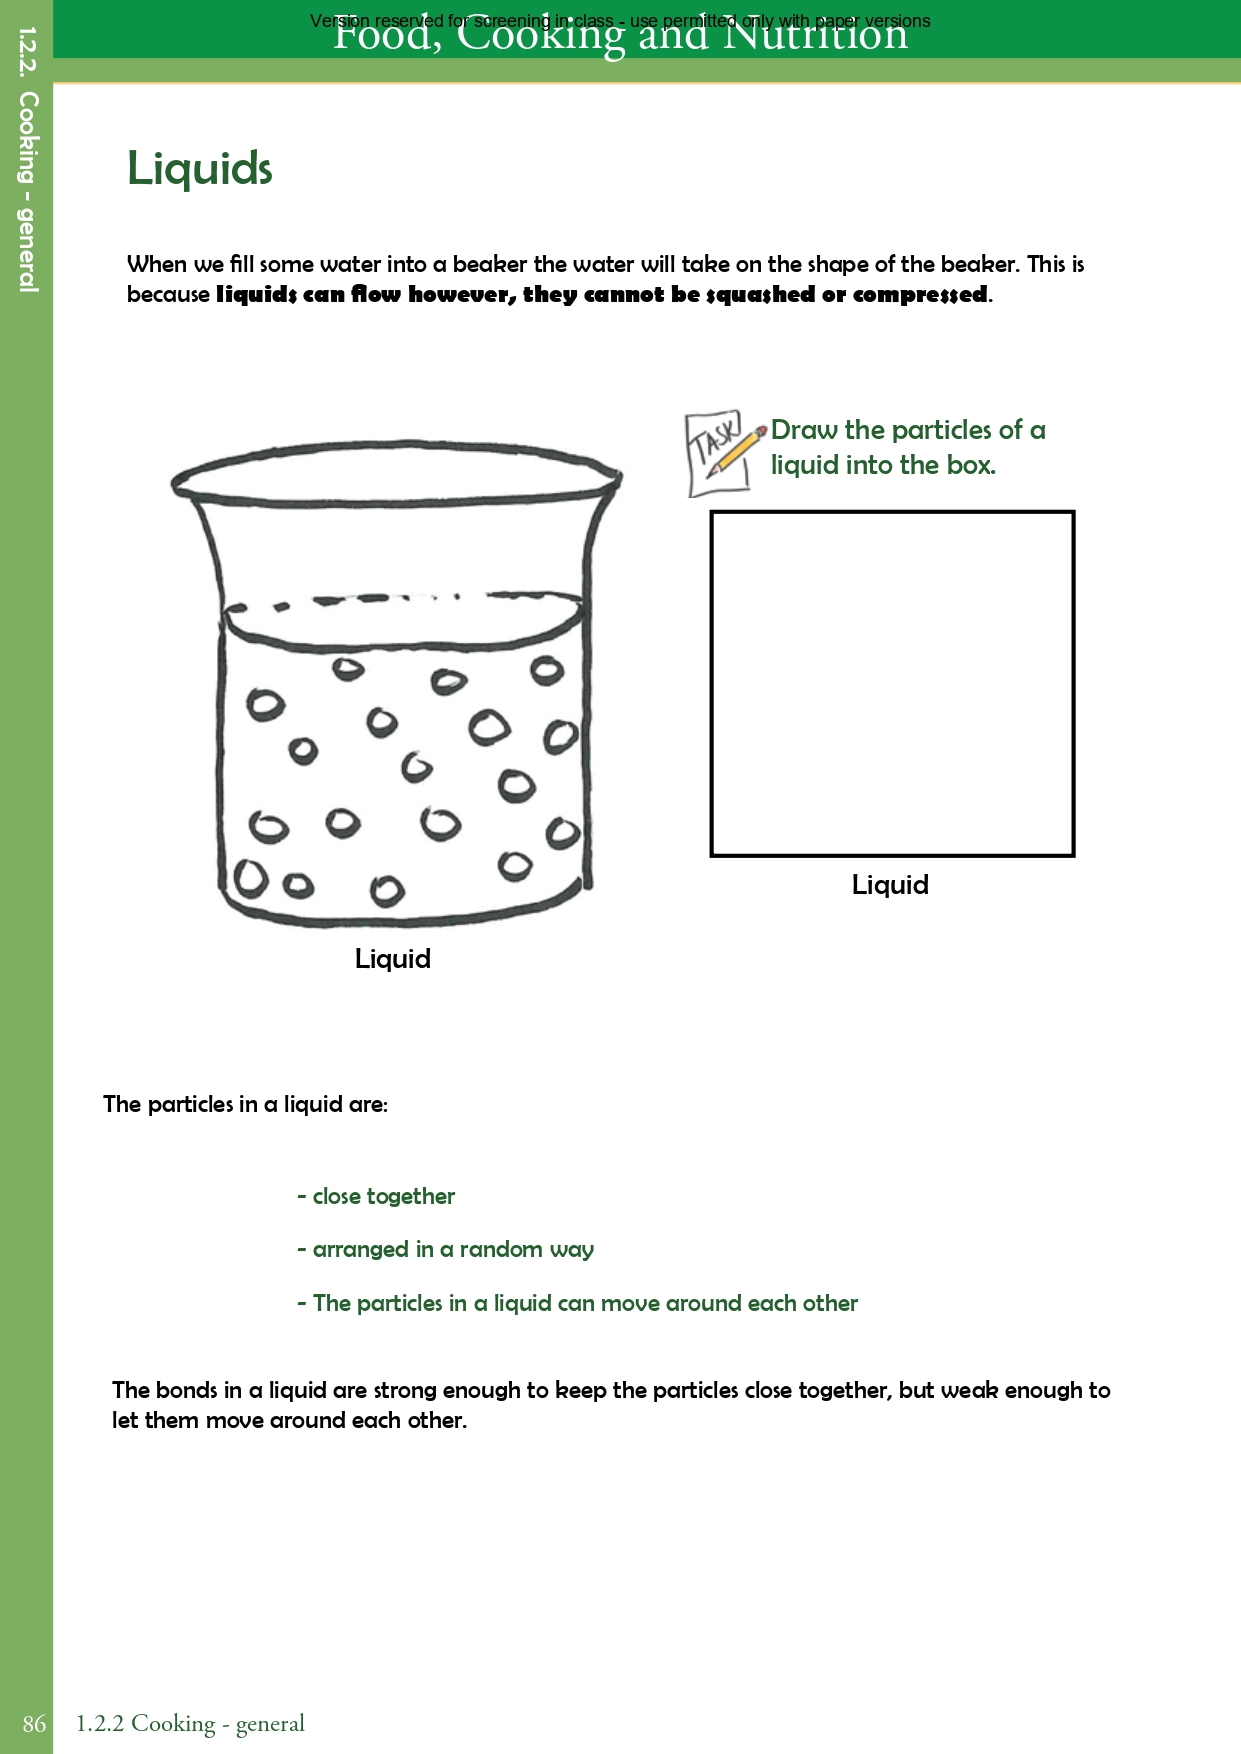 Version reserved for screening in class - use permitted only with paper versions
Food, Cooking and Nutrition
1.2.2. Cooking - general
Liquids
When we fill some water into a beaker the water will take on the shape of the beaker. This is
because liquids can flow however, they cannot be squashed or compressed.
TASK
Draw the particles of a
liquid into the box.
Liquid
Liquid
The particles in a liquid are:
- close together
- arranged in a random way
- The particles in a liquid can move around each other
The bonds in a liquid are strong enough to keep the particles close together, but weak enough to
let them move around each other.
86 1.2.2 Cooking - general